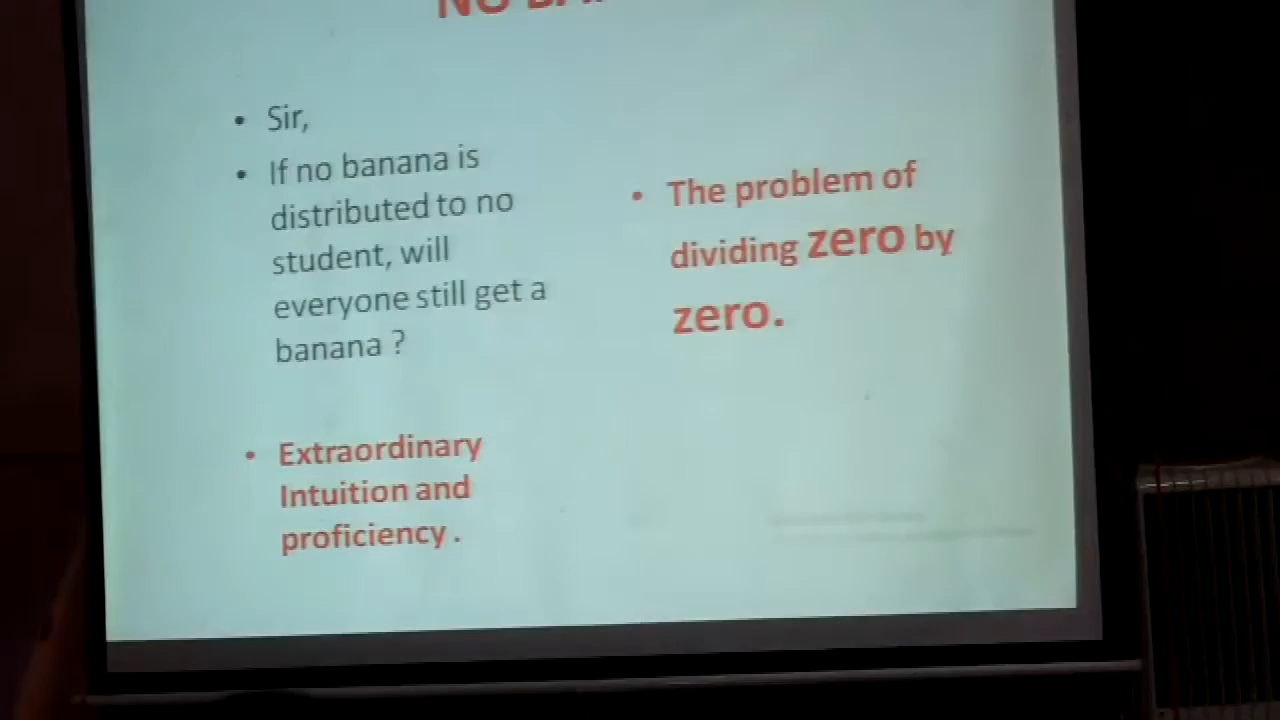 NO
• Sir,
• If no banana is
distributed to no
student, will
everyone still get a
banana ?
• Extraordinary
Intuition and
proficiency .
• The problem of
dividing zero by
zero.